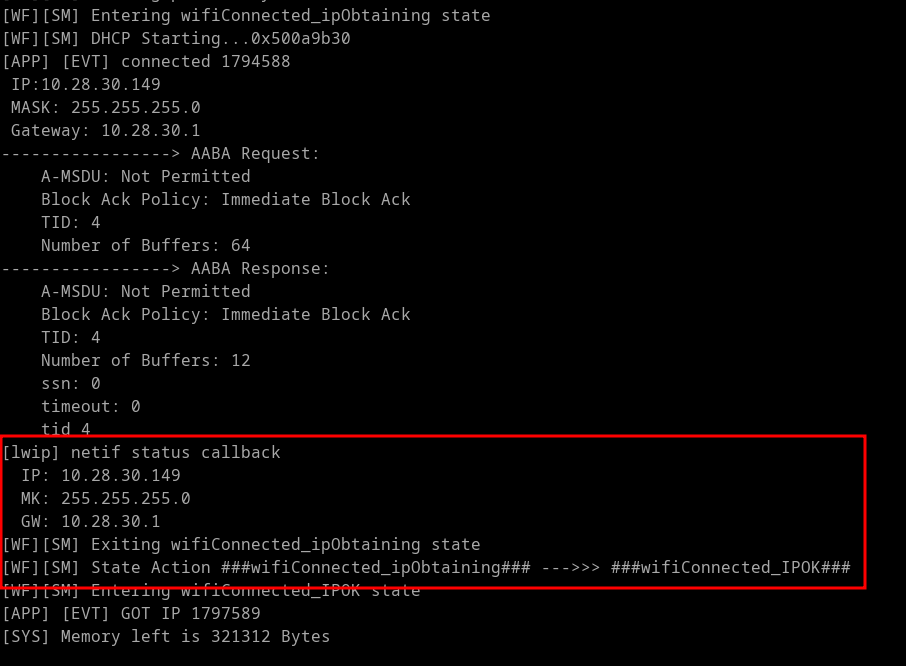 [WF][SM] Entering wifiConnected_ipObtaining state
[WF][SM] DHCP Starting...0x500a9b30
[APP] [EVT] connected 1794588
 IP:10.28.30.149
 MASK: 255.255.255.0
 Gateway: 10.28.30.1
-----------------> AABA Request:
    A-MSDU: Not Permitted
    Block Ack Policy: Immediate Block Ack
    TID: 4
    Number of Buffers: 64
-----------------> AABA Response:
    A-MSDU: Not Permitted
    Block Ack Policy: Immediate Block Ack
    TID: 4
    Number of Buffers: 12
    ssn: 0
    timeout: 0
    tid 4
[lwip] netif status callback
  IP: 10.28.30.149
  MK: 255.255.255.0
  GW: 10.28.30.1
[WF][SM] Exiting wifiConnected_ipObtaining state
[WF][SM] State Action ###wifiConnected_ipObtaining### --->>> ###wifiConnected_IPOK###
[WF][SM] Entering wifiConnected_IPOK state
[APP] [EVT] GOT IP 1797589
[SYS] Memory left is 321312 Bytes